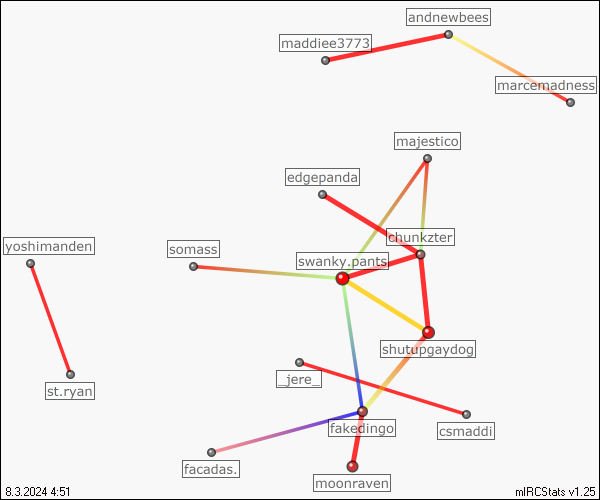 andnewbees
maddiee3773
marcemadness
majestico
edgepanda
chunkzter
yoshimanden
somass
swanky.pants
shutupgaydog
_jere_
st.ryan
fakedingo
csmaddi
facadas.
moonraven
8.3.2024 4:51
mIRCStats v1.25